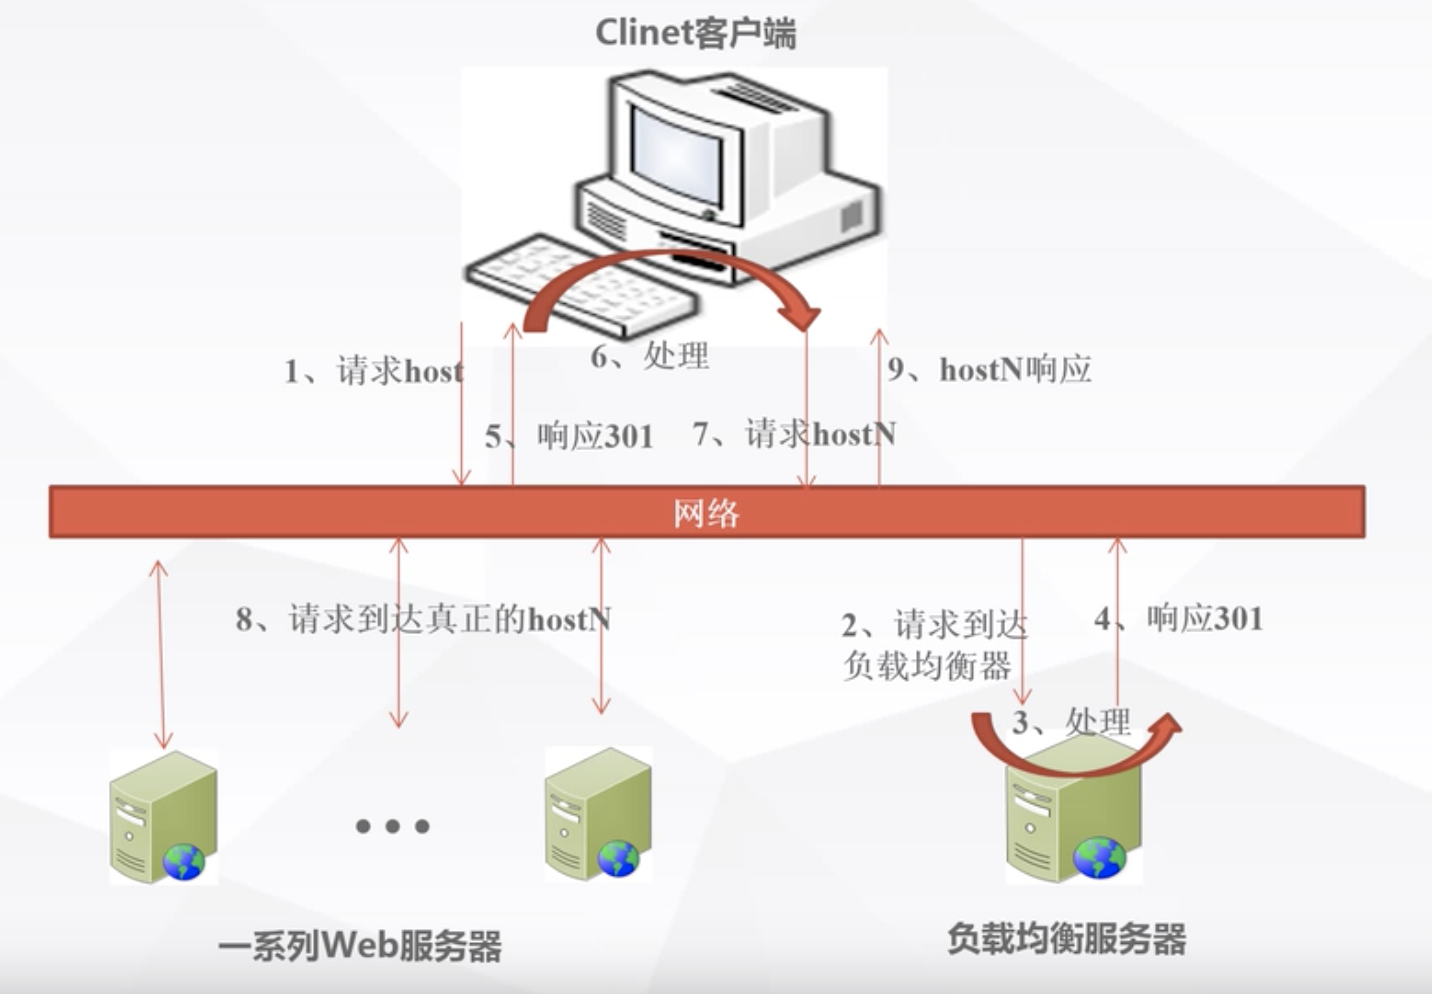 Clinet客户端
1、请求host
6、处理
9、hostN响应
5、响应301
7、请求hostN
网络
8、请求到达真正的hostN
2、请求到达
负载均衡器
4、响应301
3、处理
一系列Web服务器
负载均衡服务器